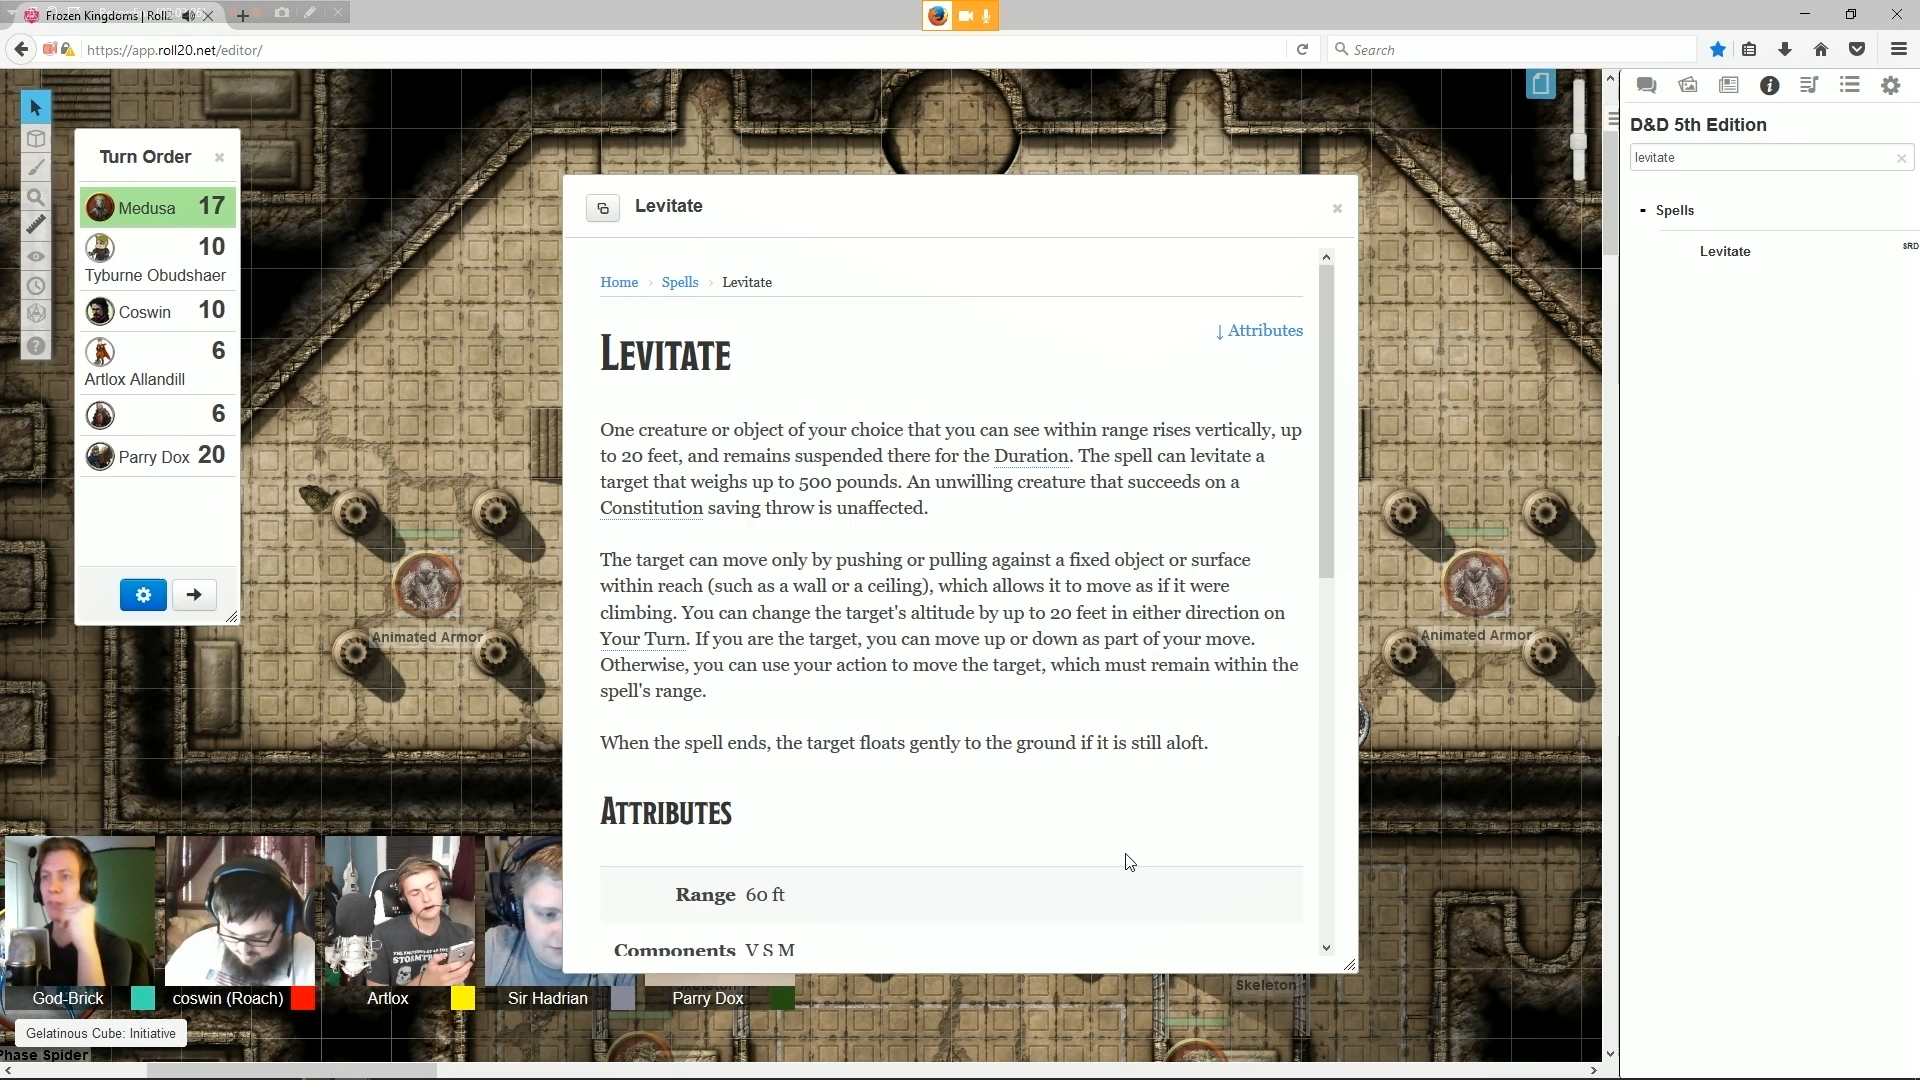 Frozen Kingdoms | Roll2
https://app.roll20.net/editor/
Search
Turn Order
Medusa 17
10
Tyburne Obudshaer
Coswin 10
6
Artlox Allandill
6
Parry Dox 20
Levitate
Home › Spells › Levitate
↓ Attributes
LEVITATE
One creature or object of your choice that you can see within range rises vertically, up
to 20 feet, and remains suspended there for the Duration. The spell can levitate a
target that weighs up to 500 pounds. An unwilling creature that succeeds on a
Constitution saving throw is unaffected.
The target can move only by pushing or pulling against a fixed object or surface
within reach (such as a wall or a ceiling), which allows it to move as if it were
climbing. You can change the target's altitude by up to 20 feet in either direction on
Your Turn. If you are the target, you can move up or down as part of your move.
Otherwise, you can use your action to move the target, which must remain within the
spell's range.
When the spell ends, the target floats gently to the ground if it is still aloft.
ATTRIBUTES
Range 60 ft
Components V S M
D&D 5th Edition
levitate
Spells
Levitate SRD
Animated Armor
Animated Armor
Skeleton
God-Brick
coswin (Roach)
Artlox
Sir Hadrian
Parry Dox
Gelatinous Cube: Initiative
Phase Spider